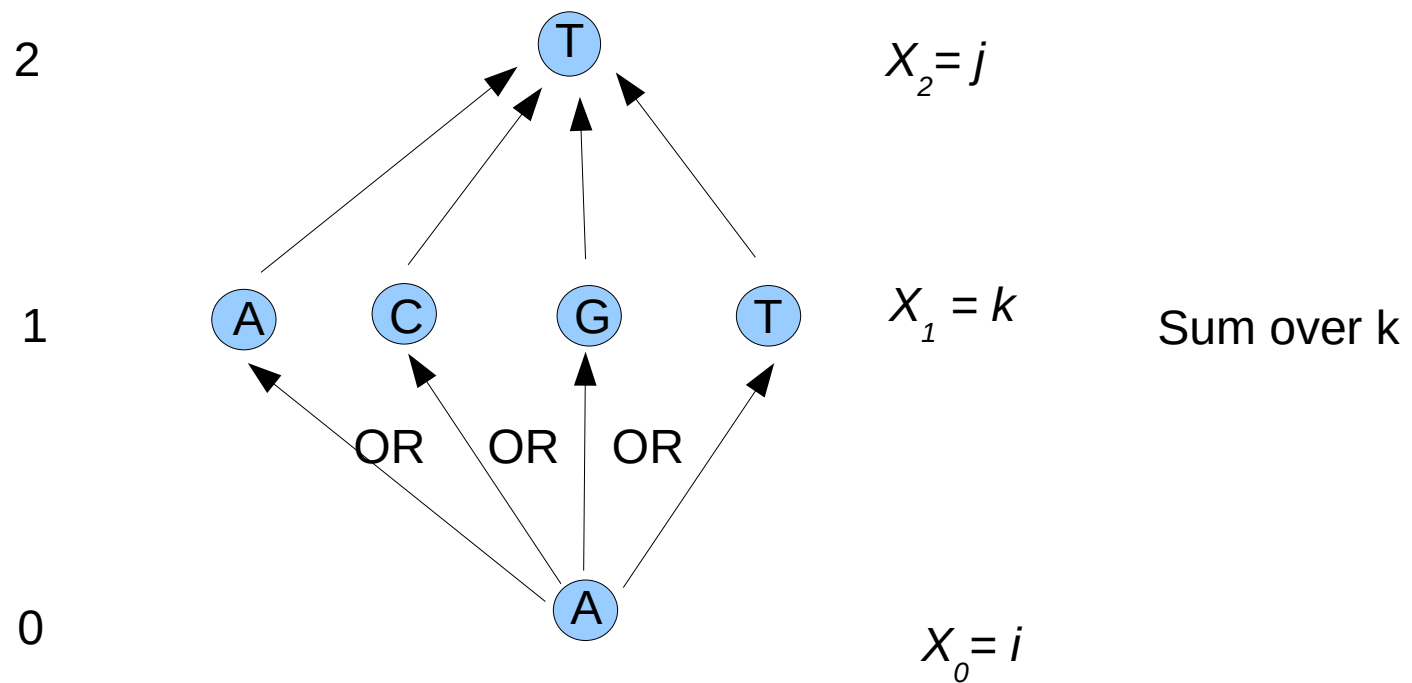 2 T X₂= j
1 A C G T X₁ = k Sum over k
OR OR OR
0 A X₀= i